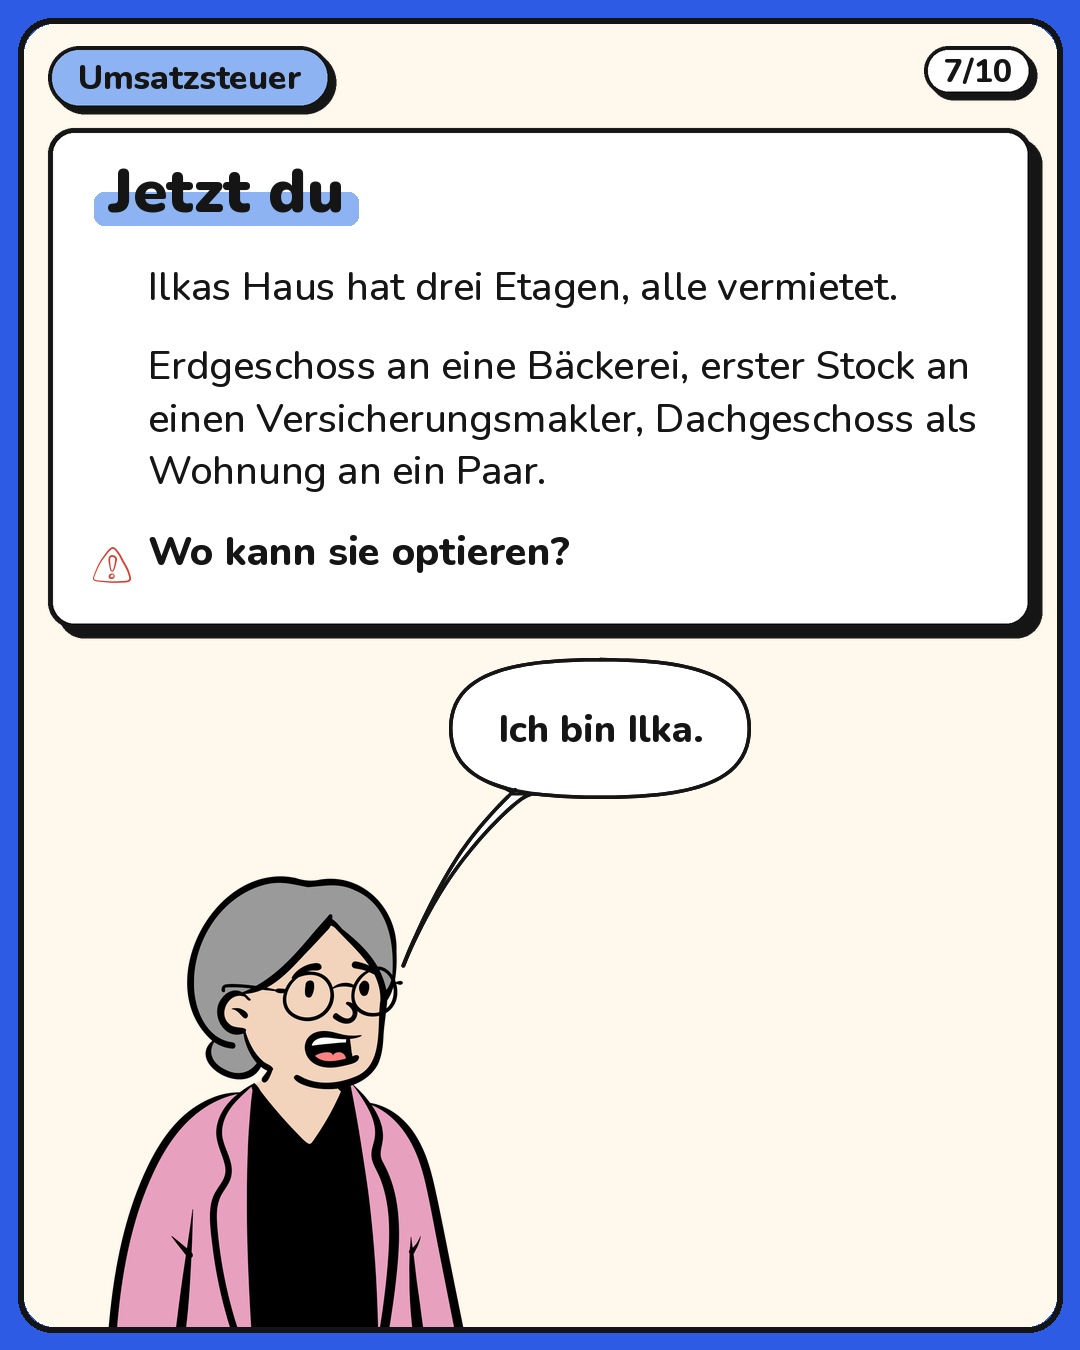 Umsatzsteuer
7/10
Jetzt du
Ilkas Haus hat drei Etagen, alle vermietet.
Erdgeschoss an eine Bäckerei, erster Stock an
einen Versicherungsmakler, Dachgeschoss als
Wohnung an ein Paar.
Wo kann sie optieren?
Ich bin Ilka.